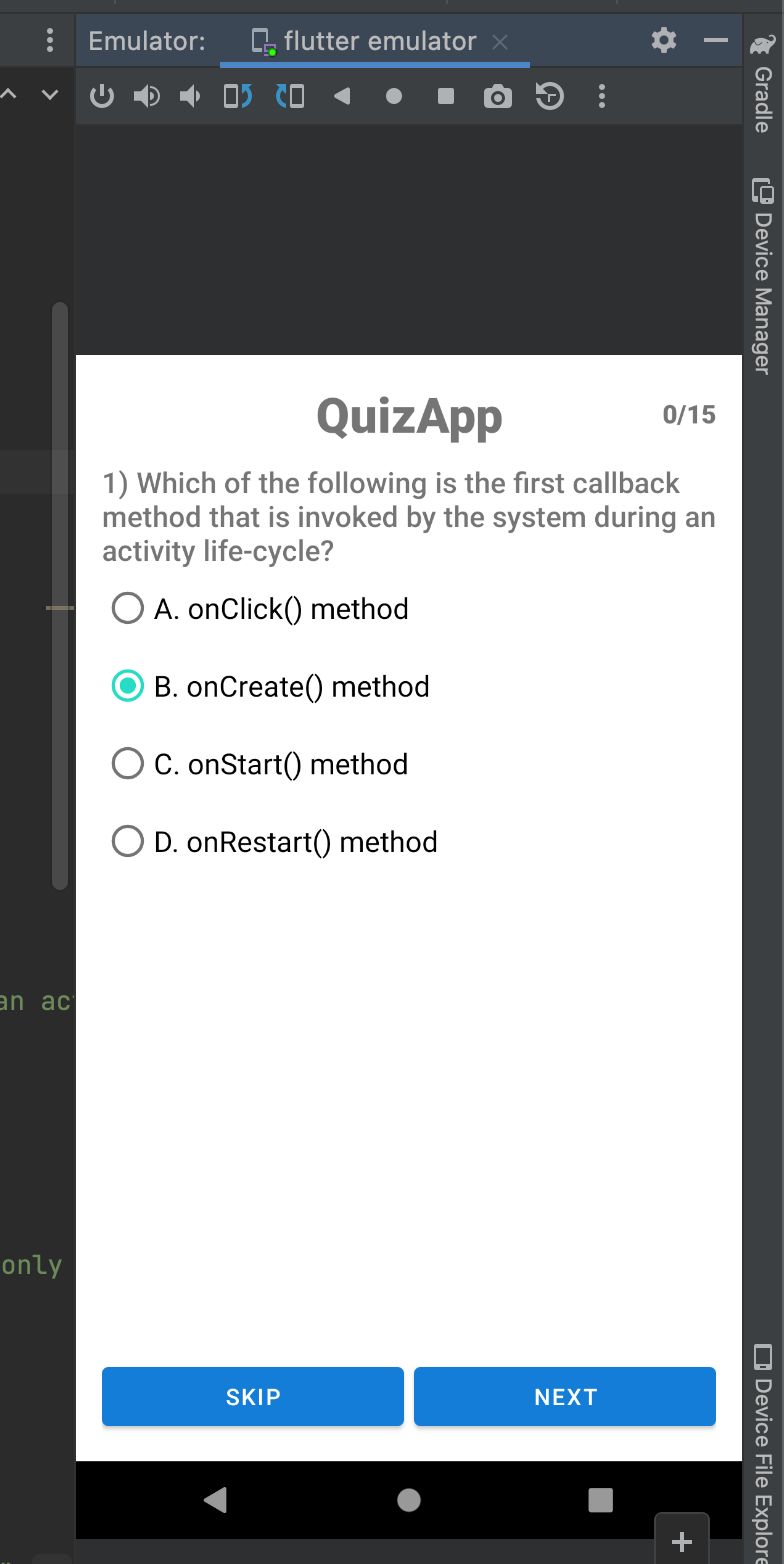 Emulator: flutter emulator
Gradle
Device Manager
QuizApp 0/15
1) Which of the following is the first callback
method that is invoked by the system during an
activity life-cycle?
A. onClick() method
B. onCreate() method
C. onStart() method
D. onRestart() method
an ac
only
SKIP NEXT
Device File Explore